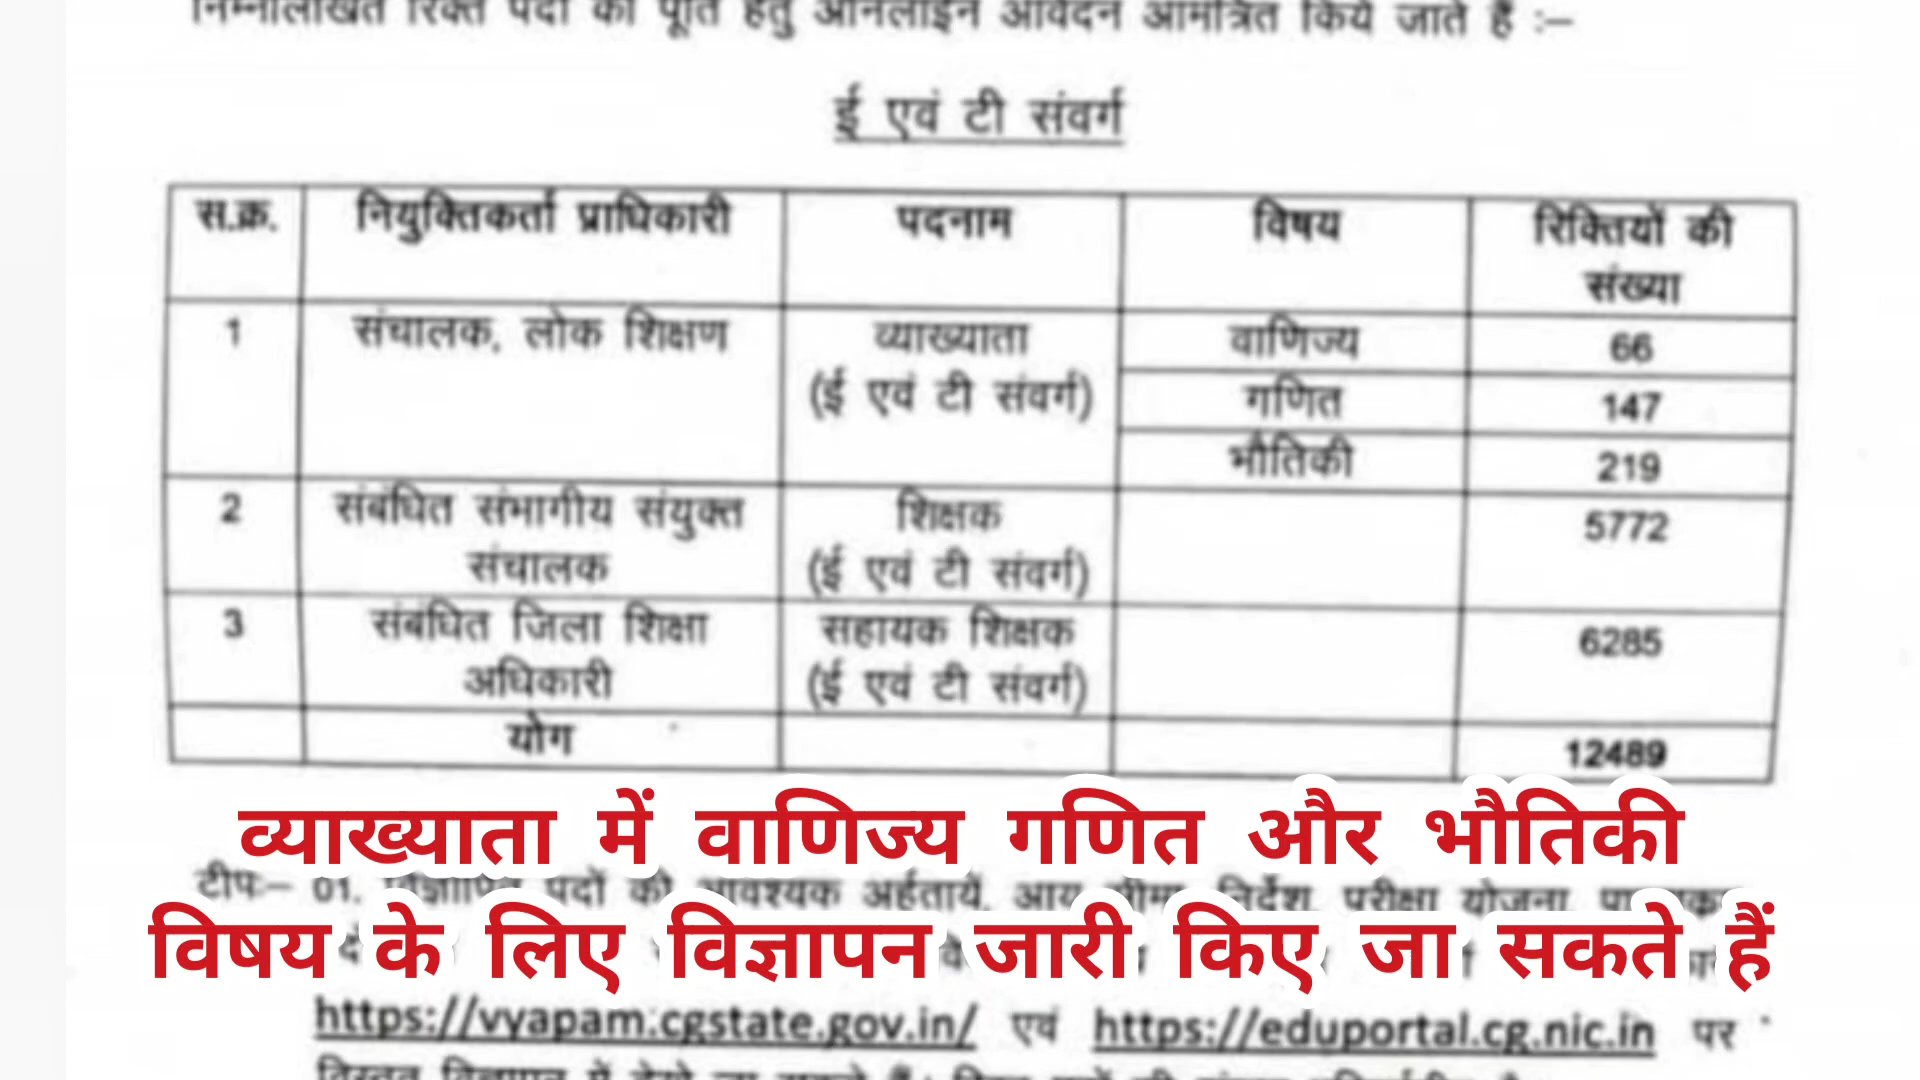 निम्नलिखित रिक्त पदों की पूर्ति हेतु ऑनलाइन आवेदन आमंत्रित किये जाते हैं :–
ई एवं टी संवर्ग
स.क्र. नियुक्तिकर्ता प्राधिकारी पदनाम विषय रिक्तियों की
संख्या
1 संचालक, लोक शिक्षण व्याख्याता वाणिज्य 66
(ई एवं टी संवर्ग) गणित 147
भौतिकी 219
2 संबंधित संभागीय संयुक्त शिक्षक 5772
संचालक (ई एवं टी संवर्ग)
3 संबंधित जिला शिक्षा सहायक शिक्षक 6285
अधिकारी (ई एवं टी संवर्ग)
योग 12489
व्याख्याता में वाणिज्य गणित और भौतिकी
टीपः– 01. विज्ञापित पदों की आवश्यक अर्हतायें, आयु सीमा, निर्देश, परीक्षा योजना,
विषय के लिए विज्ञापन जारी किए जा सकते हैं
https://vyapam.cgstate.gov.in/ एवं https://eduportal.cg.nic.in पर